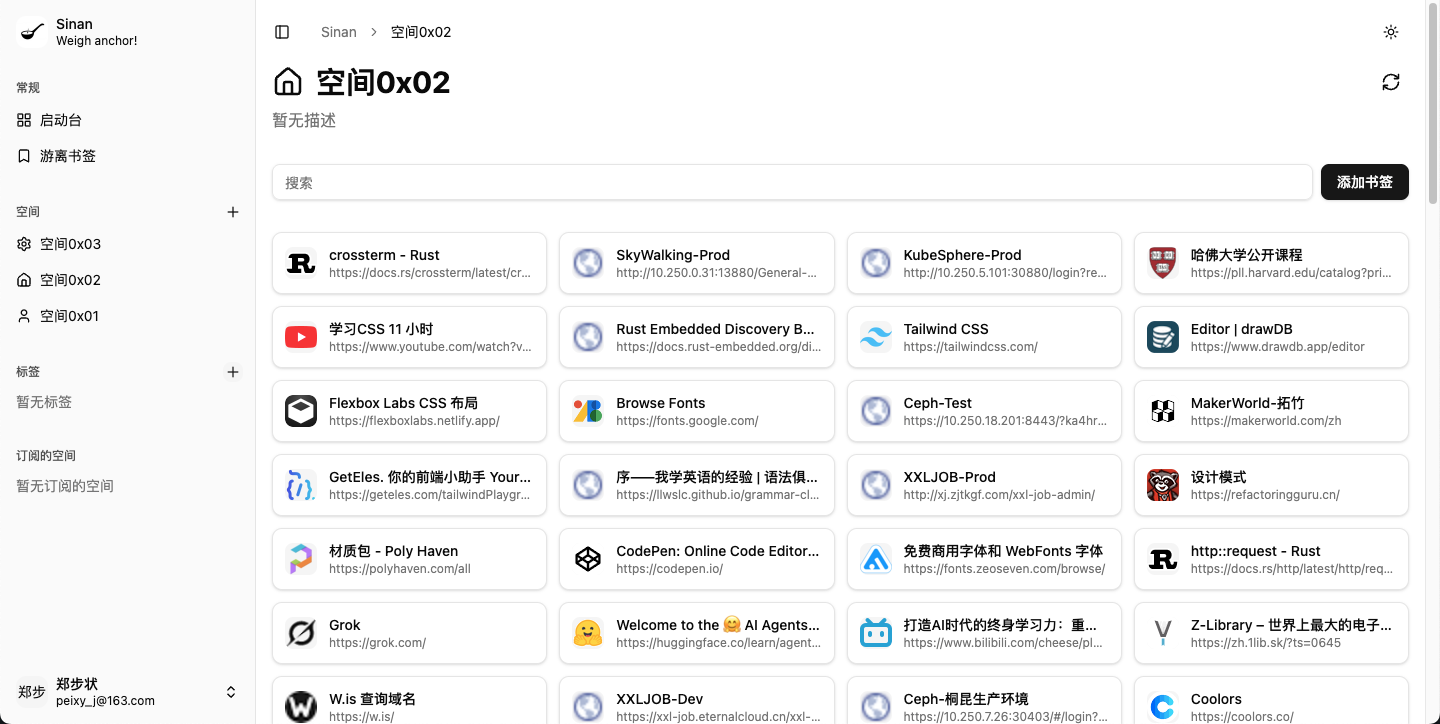 Sinan
Weigh anchor!
常规
启动台
游离书签
空间
空间0x03
空间0x02
空间0x01
标签
暂无标签
订阅的空间
暂无订阅的空间
郑步
郑步状
peixy_j@163.com
Sinan
空间0x02
空间0x02
暂无描述
搜索
添加书签
crossterm - Rust
https://docs.rs/crossterm/latest/cr...
SkyWalking-Prod
http://10.250.0.31:13880/General-...
KubeSphere-Prod
http://10.250.5.101:30880/login?re...
哈佛大学公开课程
https://pll.harvard.edu/catalog?pri...
学习CSS 11 小时
https://www.youtube.com/watch?v...
Rust Embedded Discovery B...
https://docs.rust-embedded.org/di...
Tailwind CSS
https://tailwindcss.com/
Editor | drawDB
https://www.drawdb.app/editor
Flexbox Labs CSS 布局
https://flexboxlabs.netlify.app/
Browse Fonts
https://fonts.google.com/
Ceph-Test
https://10.250.18.201:8443/?ka4hr...
MakerWorld-拓竹
https://makerworld.com/zh
GetEles. 你的前端小助手 Your...
https://geteles.com/tailwindPlaygr...
序——我学英语的经验 | 语法俱...
https://llwslc.github.io/grammar-cl...
XXLJOB-Prod
http://xj.zjtkgf.com/xxl-job-admin/
设计模式
https://refactoringguru.cn/
材质包 - Poly Haven
https://polyhaven.com/all
CodePen: Online Code Editor...
https://codepen.io/
免费商用字体和 WebFonts 字体
https://fonts.zeoseven.com/browse/
http::request - Rust
https://docs.rs/http/latest/http/req...
Grok
https://grok.com/
Welcome to the 🤗 AI Agents...
https://huggingface.co/learn/agent...
打造AI时代的终身学习力：重...
https://www.bilibili.com/cheese/pl...
Z-Library – 世界上最大的电子...
https://zh.1lib.sk/?ts=0645
W.is 查询域名
https://w.is/
XXLJOB-Dev
https://xxl-job.eternalcloud.cn/xxl-...
Ceph-桐昆生产环境
https://10.250.7.26:30403/#/login?...
Coolors
https://coolors.co/